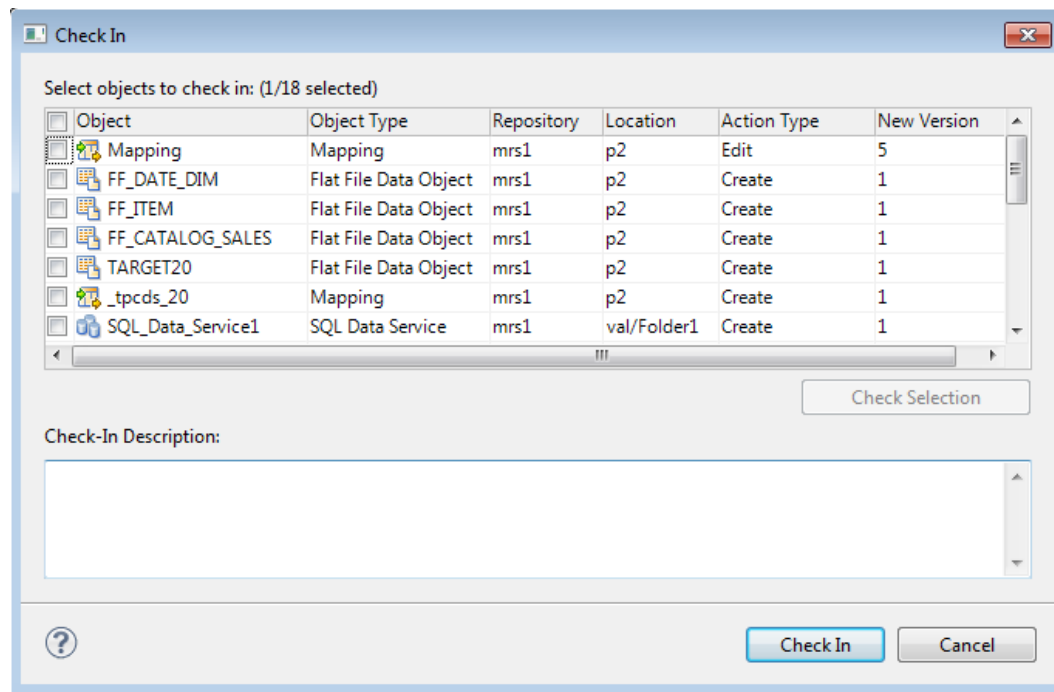 Check In
Select objects to check in: (1/18 selected)
Object Object Type Repository Location Action Type New Version
Mapping Mapping mrs1 p2 Edit 5
FF_DATE_DIM Flat File Data Object mrs1 p2 Create 1
FF_ITEM Flat File Data Object mrs1 p2 Create 1
FF_CATALOG_SALES Flat File Data Object mrs1 p2 Create 1
TARGET20 Flat File Data Object mrs1 p2 Create 1
_tpcds_20 Mapping mrs1 p2 Create 1
SQL_Data_Service1 SQL Data Service mrs1 val/Folder1 Create 1
Check Selection
Check-In Description:
? Check In Cancel